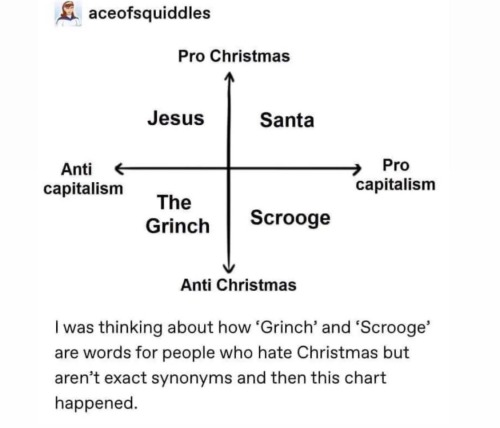 aceofsquiddles
Pro Christmas
Jesus
Santa
Anti
capitalism
Pro
capitalism
The
Grinch
Scrooge
Anti Christmas
I was thinking about how ‘Grinch’ and ‘Scrooge’
are words for people who hate Christmas but
aren’t exact synonyms and then this chart
happened.